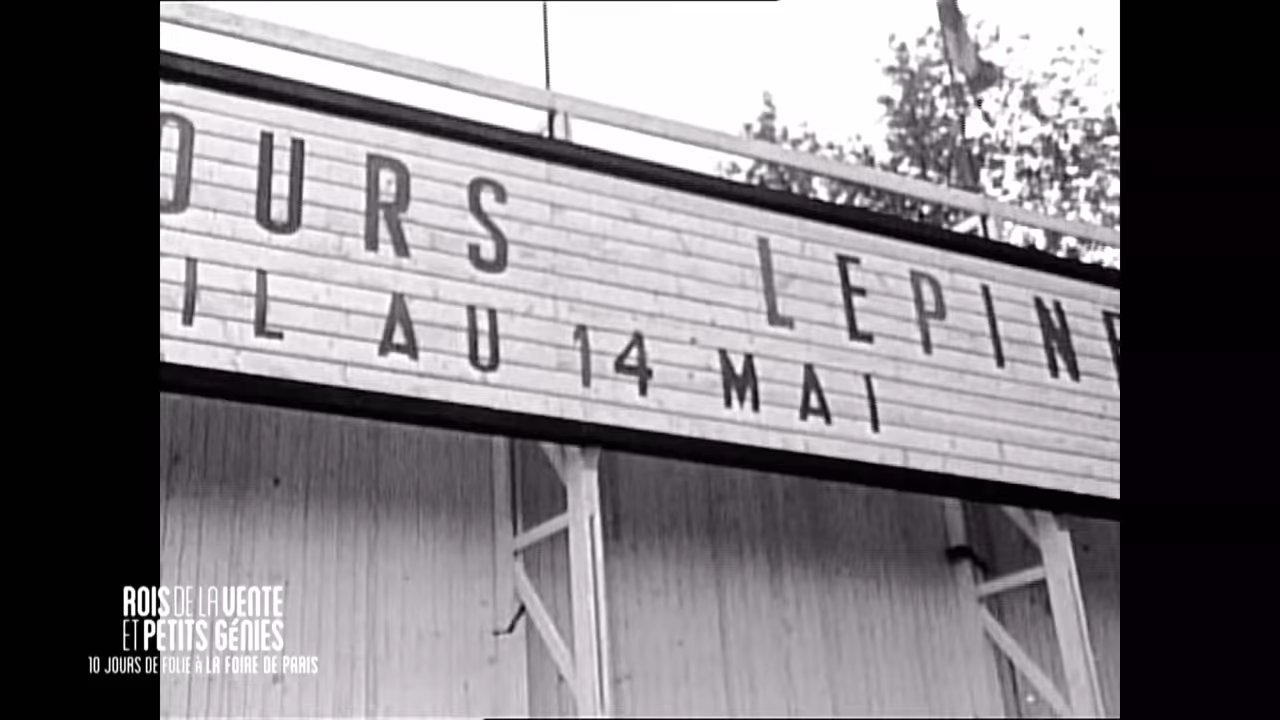 OURS LEPINE
IL AU 14 MAI
ROIS DE LA VENTE
ET PETITS GÉNIES
10 JOURS DE FOLIE À LA FOIRE DE PARIS